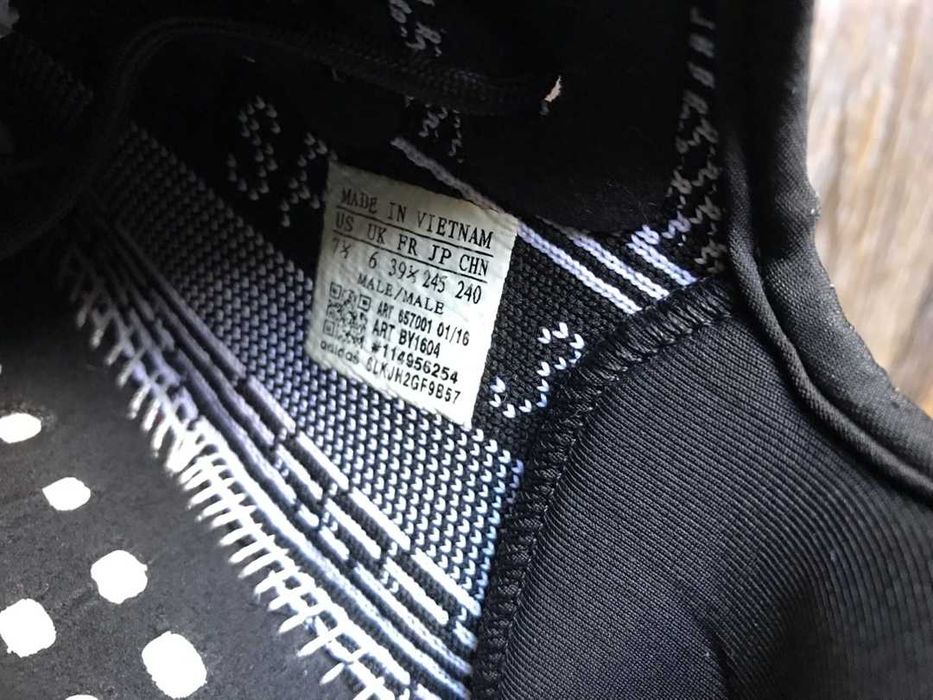 MADE IN VIETNAM
US UK FR JP CHN
7½ 6 39⅓ 245 240
MALE/MALE
ART 657001 01/16
ART BY1604
*114956254
adidas 6LKJH2GF9B57